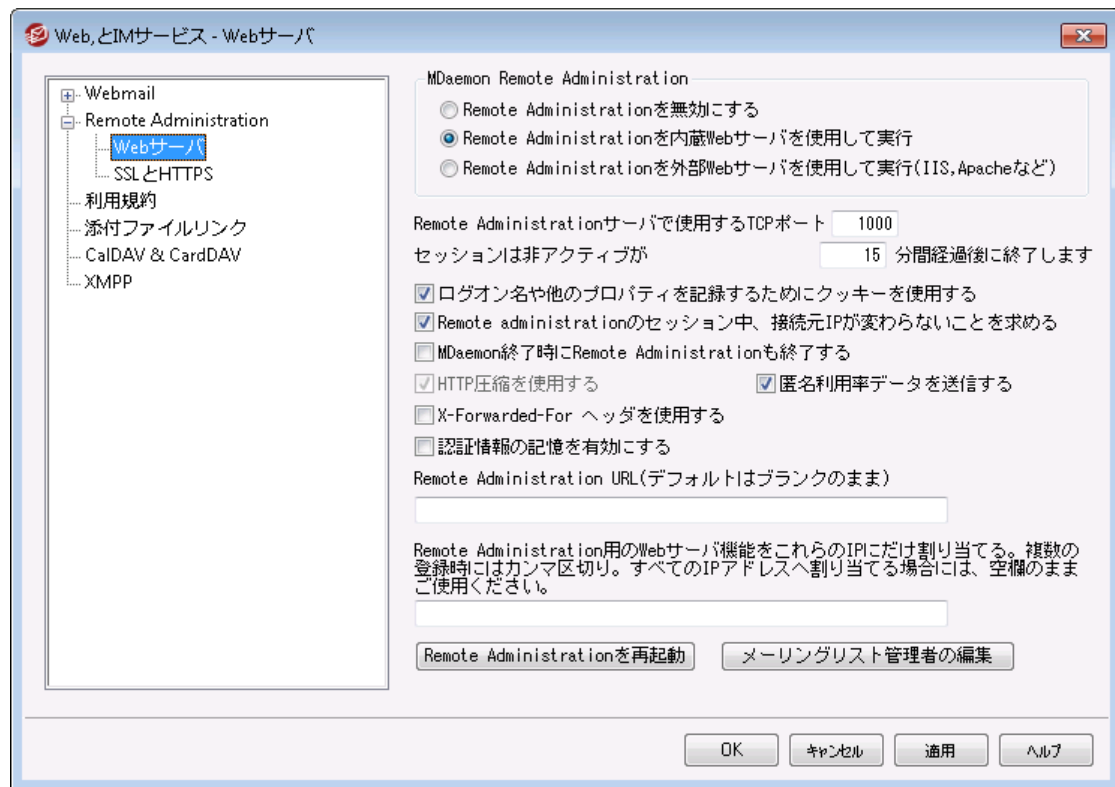 Web,とIMサービス - Webサーバ
Webmail
Remote Administration
Webサーバ
SSLとHTTPS
利用規約
添付ファイルリンク
CalDAV & CardDAV
XMPP
MDaemon Remote Administration
Remote Administrationを無効にする
Remote Administrationを内蔵Webサーバを使用して実行
Remote Administrationを外部Webサーバを使用して実行(IIS,Apacheなど)
Remote Administrationサーバで使用するTCPポート 1000
セッションは非アクティブが 15 分間経過後に終了します
ログオン名や他のプロパティを記録するためにクッキーを使用する
Remote administrationのセッション中、接続元IPが変わらないことを求める
MDaemon終了時にRemote Administrationも終了する
HTTP圧縮を使用する 匿名利用率データを送信する
X-Forwarded-For ヘッダを使用する
認証情報の記憶を有効にする
Remote Administration URL(デフォルトはブランクのまま)
Remote Administration用のWebサーバ機能をこれらのIPにだけ割り当てる。複数の
登録時にはカンマ区切り。すべてのIPアドレスへ割り当てる場合には、空欄のまま
ご使用ください。
Remote Administrationを再起動 メーリングリスト管理者の編集
OK キャンセル 適用 ヘルプ